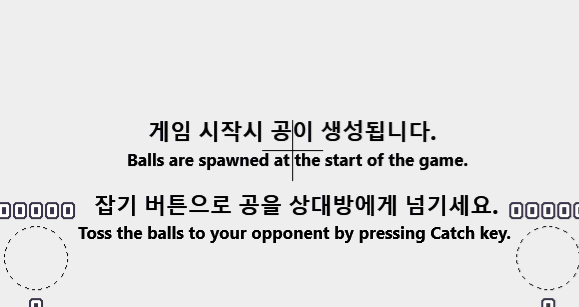 게임 시작시 공이 생성됩니다.
Balls are spawned at the start of the game.
잡기 버튼으로 공을 상대방에게 넘기세요.
Toss the balls to your opponent by pressing Catch key.